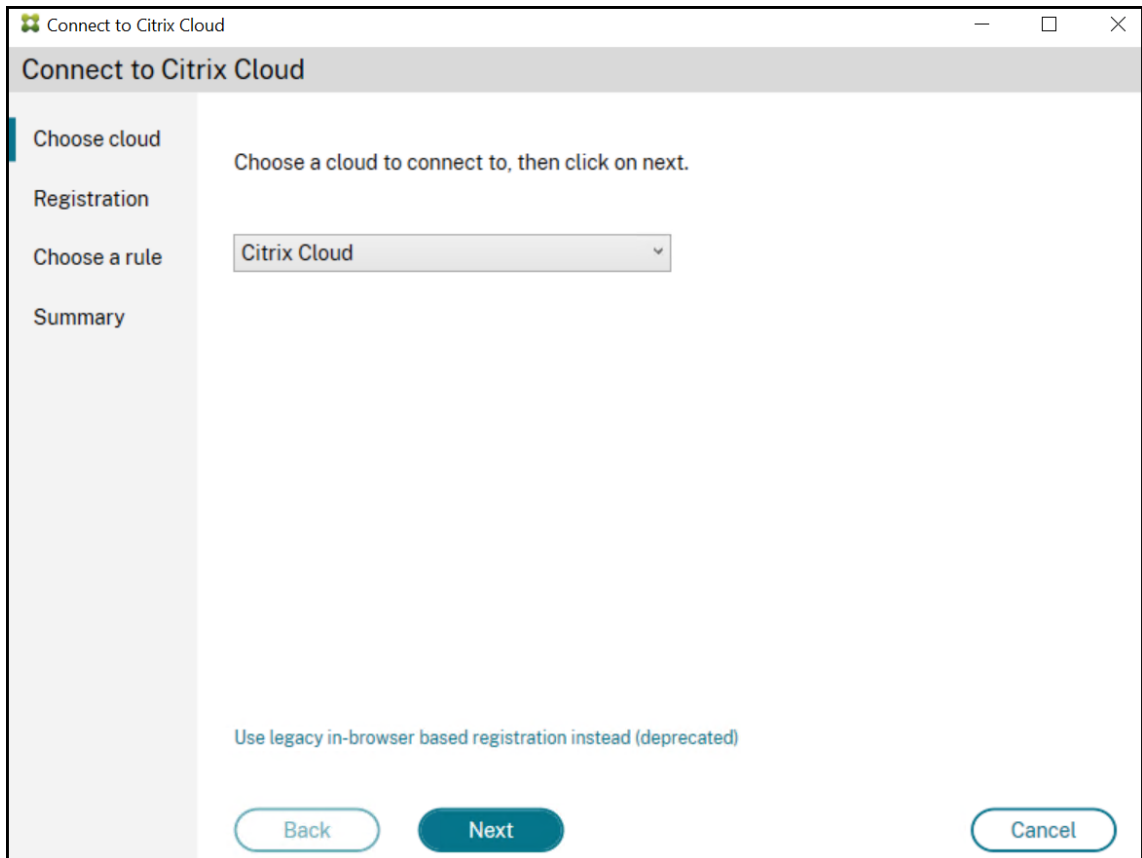 Connect to Citrix Cloud
Connect to Citrix Cloud
Choose cloud
Registration
Choose a rule
Summary
Choose a cloud to connect to, then click on next.
Citrix Cloud
Use legacy in-browser based registration instead (deprecated)
Back
Next
Cancel